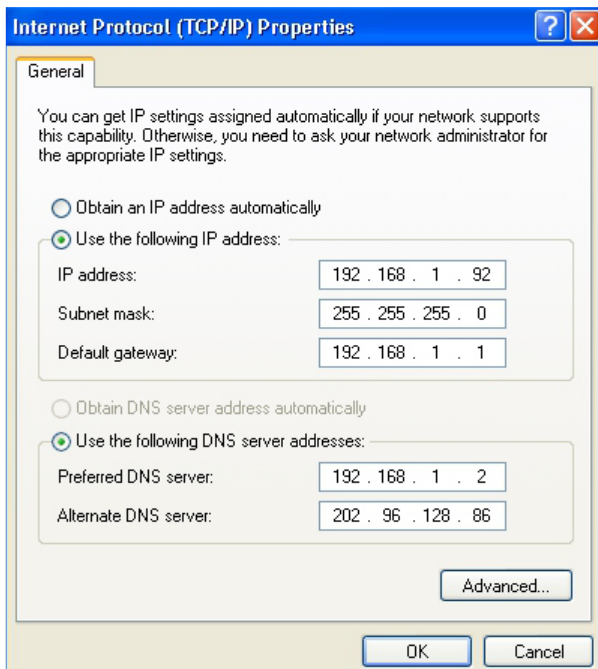 Internet Protocol (TCP/IP) Properties
General
You can get IP settings assigned automatically if your network supports
this capability. Otherwise, you need to ask your network administrator for
the appropriate IP settings.
Obtain an IP address automatically
Use the following IP address:
IP address: 192 . 168 . 1 . 92
Subnet mask: 255 . 255 . 255 . 0
Default gateway: 192 . 168 . 1 . 1
Obtain DNS server address automatically
Use the following DNS server addresses:
Preferred DNS server: 192 . 168 . 1 . 2
Alternate DNS server: 202 . 96 . 128 . 86
Advanced...
OK Cancel